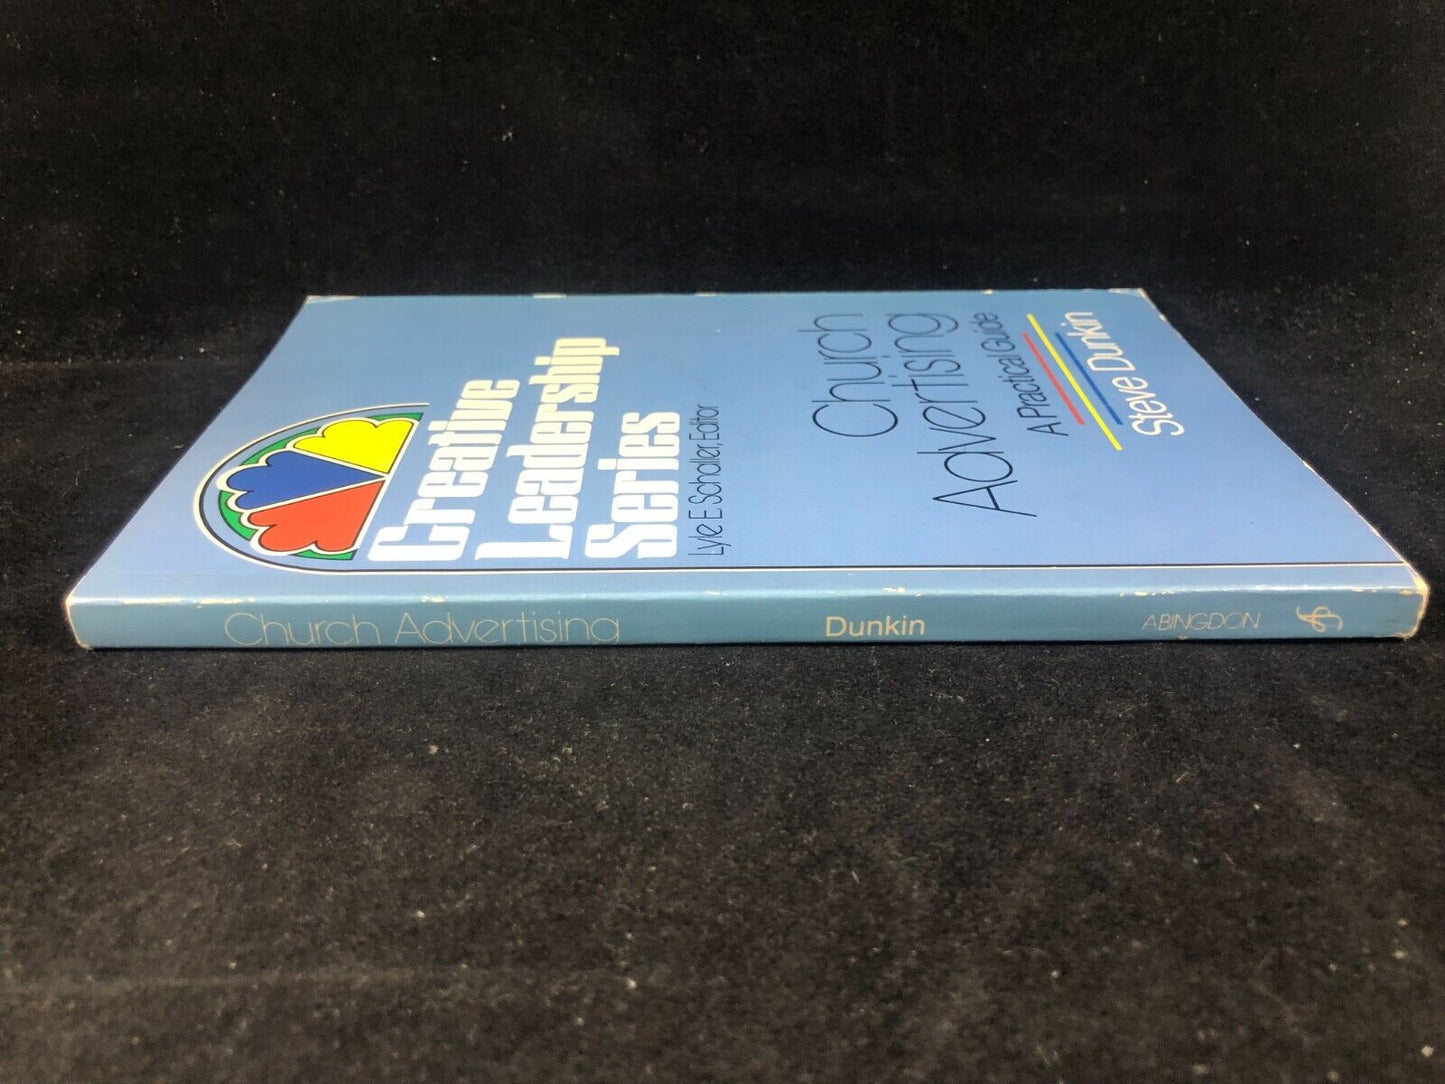 Creative
Leadership
Series
Lyle E. Schaller, Editor
Church
Advertising
A Practical Guide
Steve Dunkin
Church Advertising
Dunkin
ABINGDON